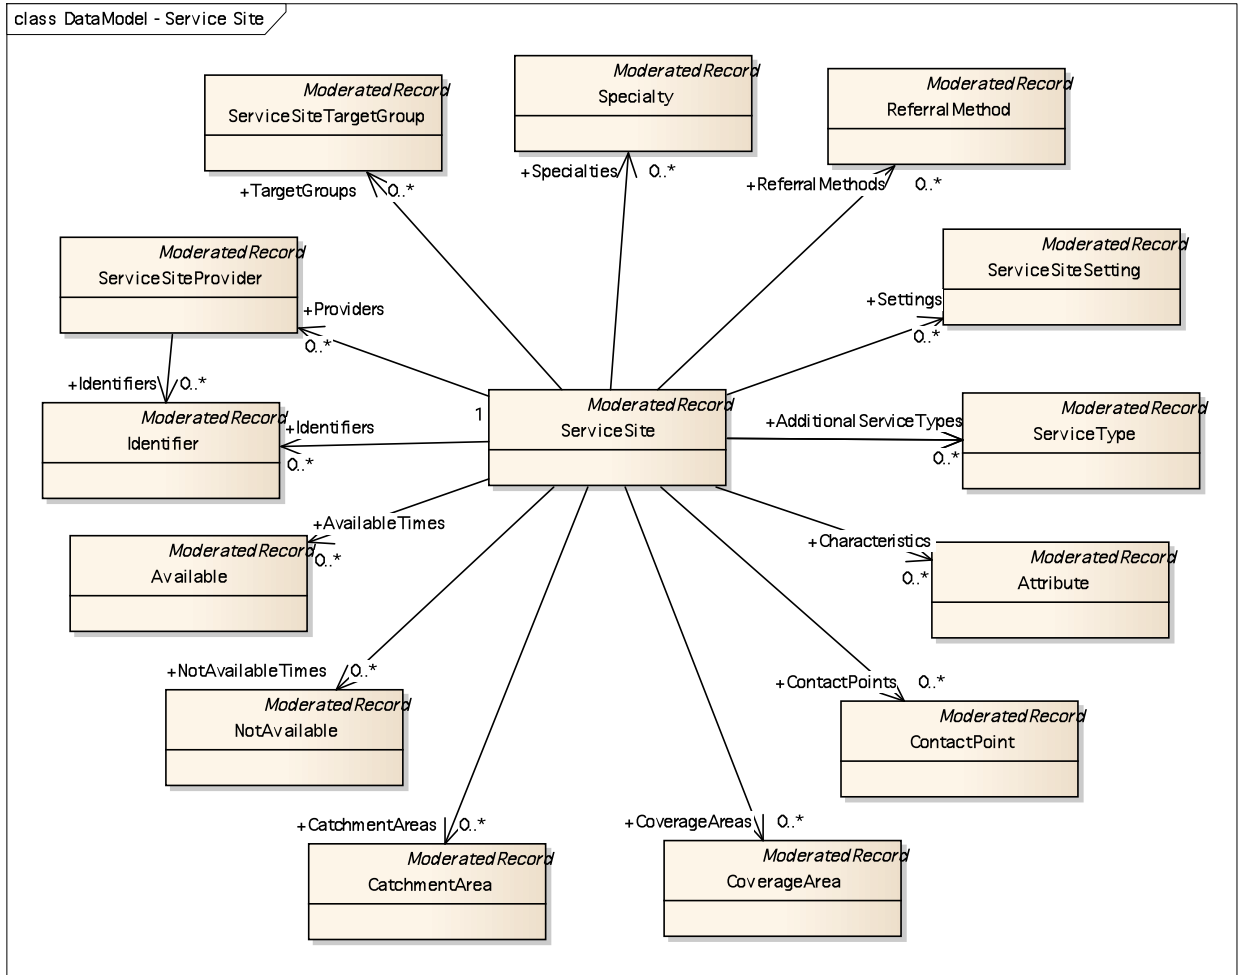 class DataModel - Service Site
ModeratedRecord
Specialty
ModeratedRecord
ReferralMethod
ModeratedRecord
ServiceSiteTargetGroup
+Specialties 0..*
+ReferralMethods 0..*
+TargetGroups 0..*
ModeratedRecord
ServiceSiteSetting
ModeratedRecord
ServiceSiteProvider
+Settings
0..*
+Providers
0..*
+Identifiers 0..*
ModeratedRecord
ServiceSite
1
ModeratedRecord
Identifier
+Identifiers
0..*
+AdditionalServiceTypes
0..*
ModeratedRecord
ServiceType
+AvailableTimes
0..*
ModeratedRecord
Available
+Characteristics
0..*
ModeratedRecord
Attribute
+NotAvailableTimes 0..*
ModeratedRecord
NotAvailable
+ContactPoints 0..*
ModeratedRecord
ContactPoint
+CatchmentAreas 0..*
ModeratedRecord
CatchmentArea
+CoverageAreas 0..*
ModeratedRecord
CoverageArea